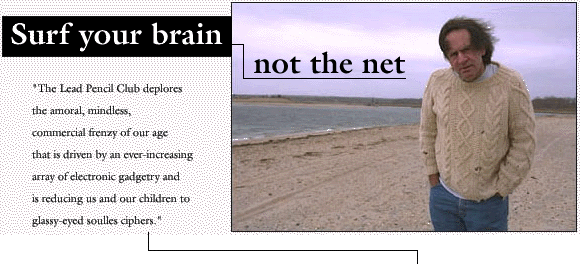 Surf your brain
not the net
"The Lead Pencil Club deplores
the amoral, mindless,
commercial frenzy of our age
that is driven by an ever-increasing
array of electronic gadgetry and
is reducing us and our children to
glassy-eyed soulles ciphers."